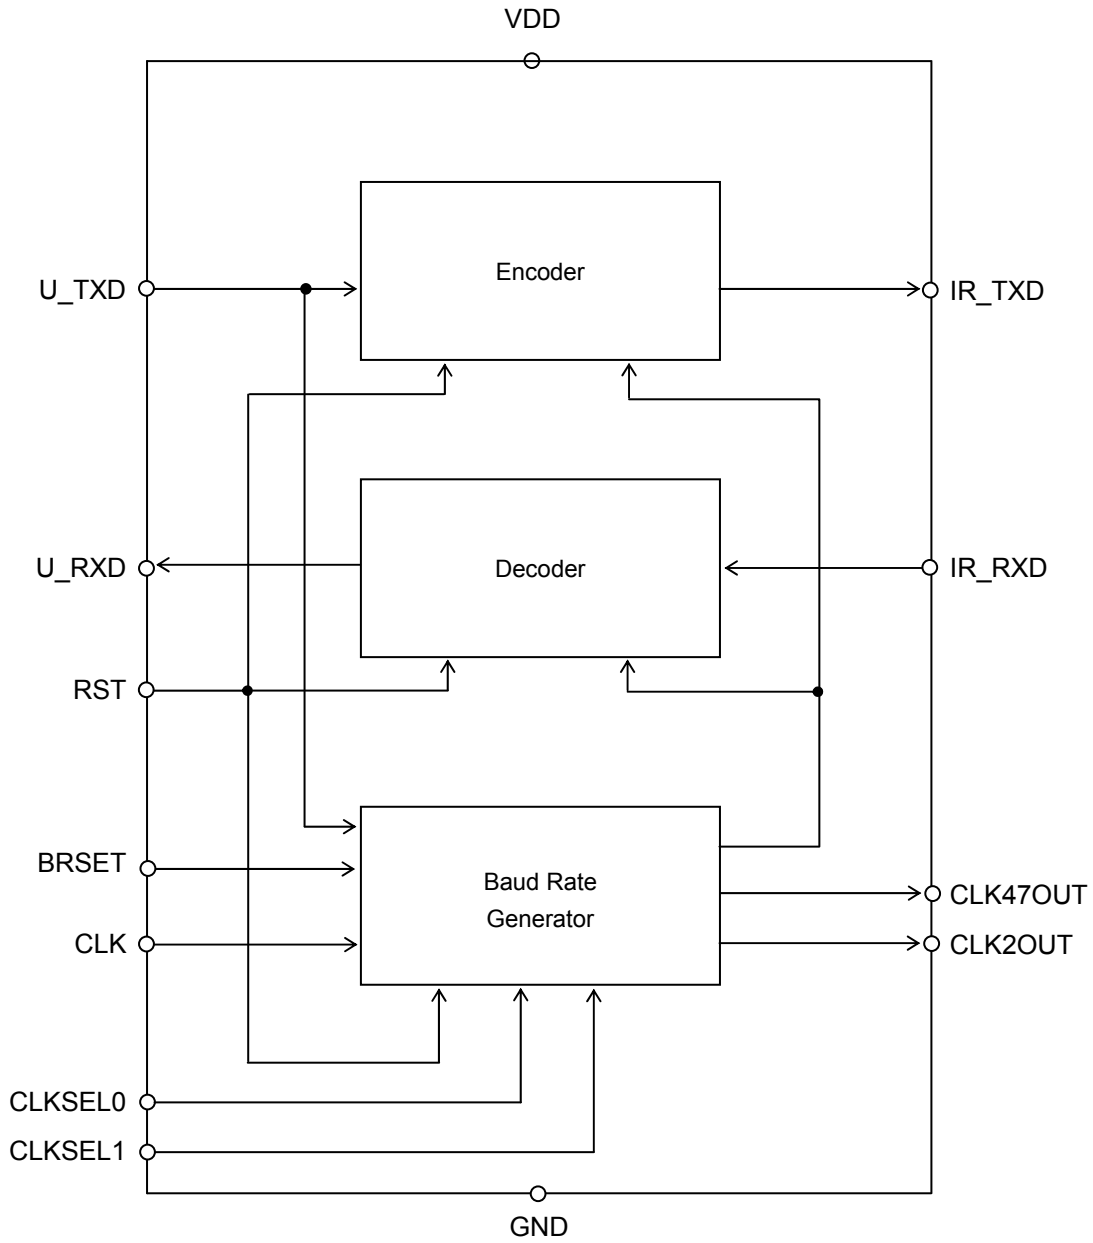 VDD
Encoder
U_TXD
IR_TXD
U_RXD
Decoder
IR_RXD
RST
BRSET
Baud Rate
Generator
CLK47OUT
CLK
CLK2OUT
CLKSEL0
CLKSEL1
GND